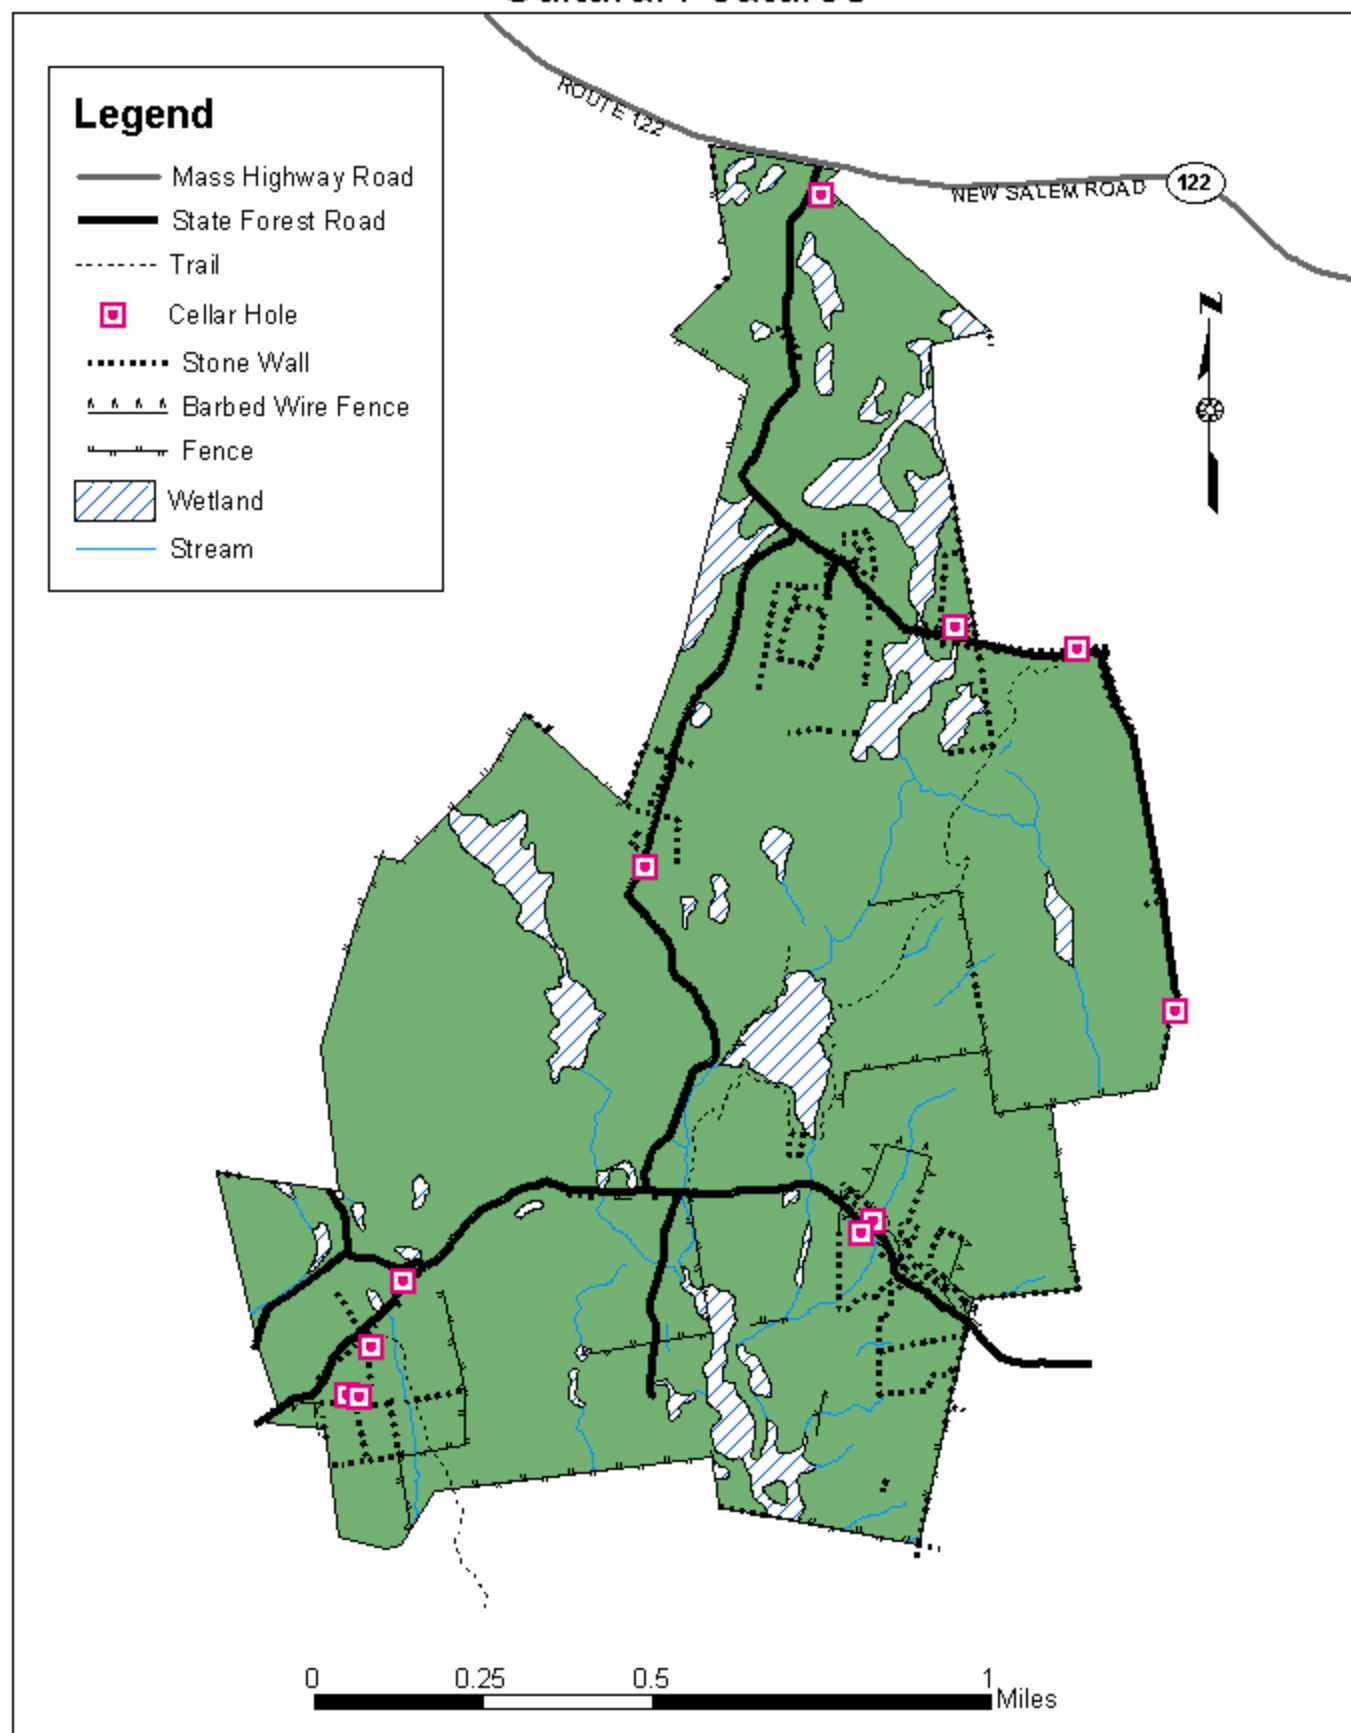 ROUTE 122
NEW SALEM ROAD
122
Legend
Mass Highway Road
State Forest Road
Trail
Cellar Hole
Stone Wall
Barbed Wire Fence
Fence
Wetland
Stream
N
0 0.25 0.5 1
Miles